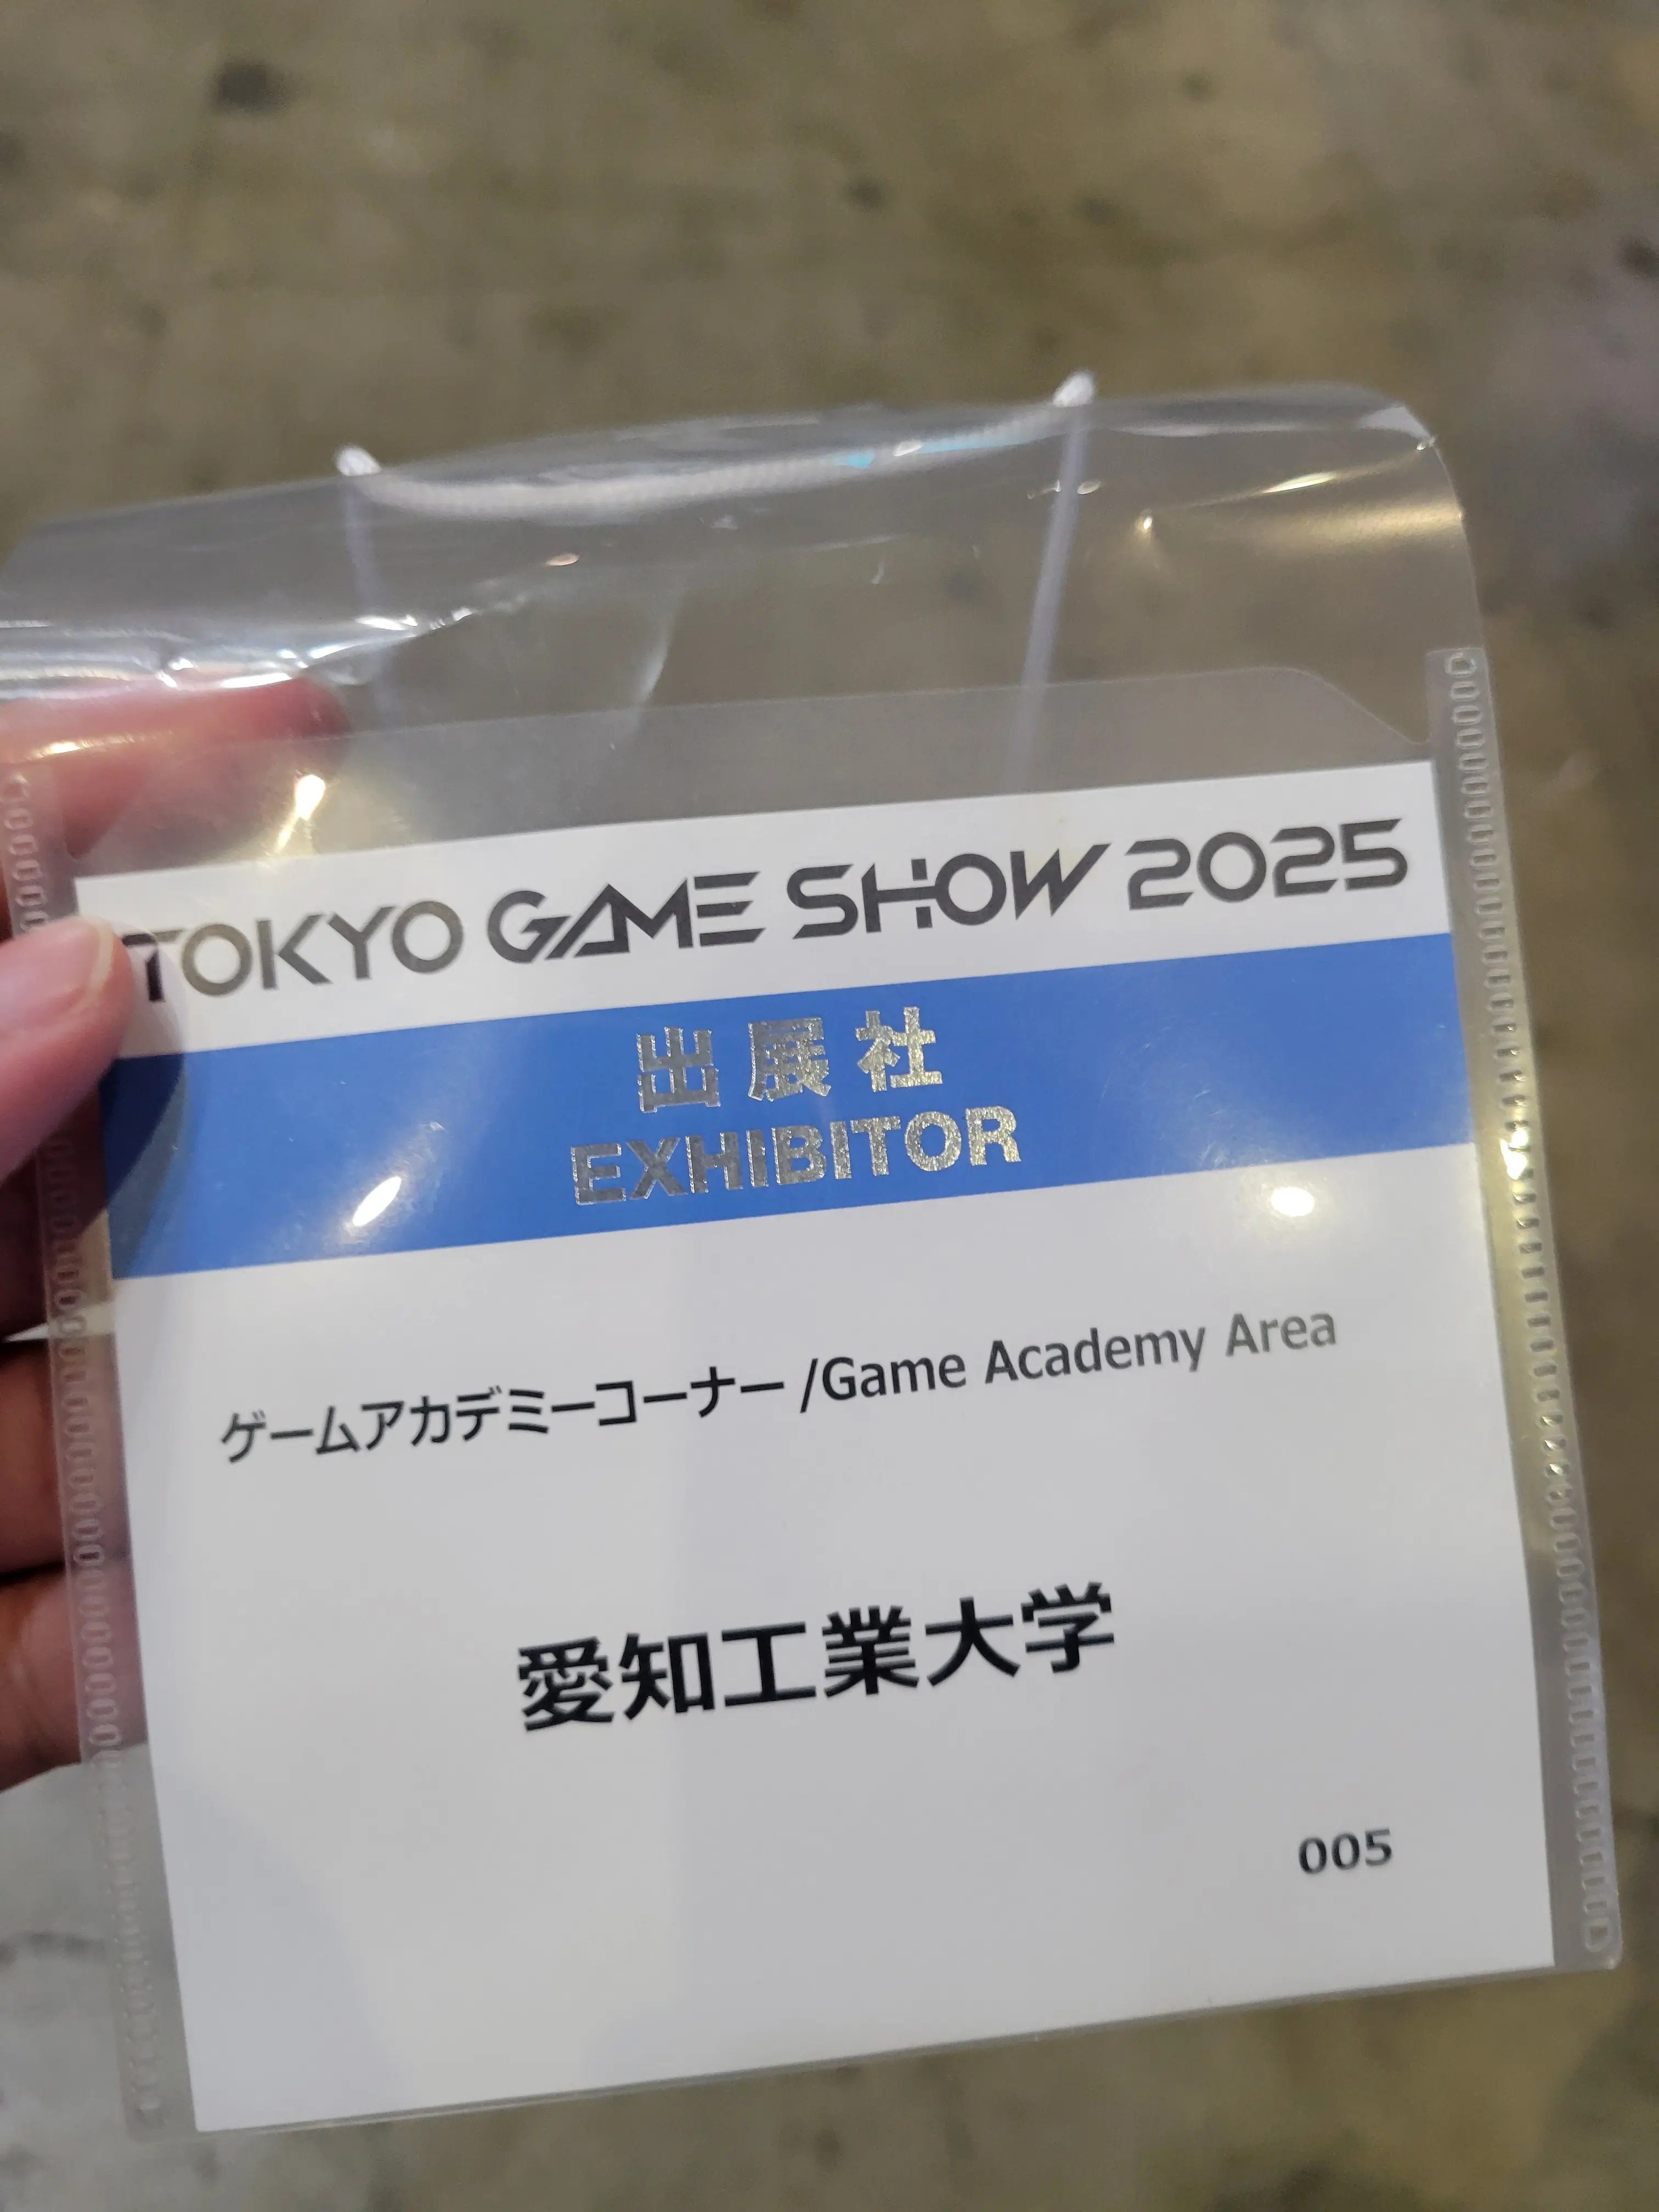 TOKYO GAME SHOW 2025
出展社
EXHIBITOR
ゲームアカデミーコーナー/Game Academy Area
愛知工業大学
005